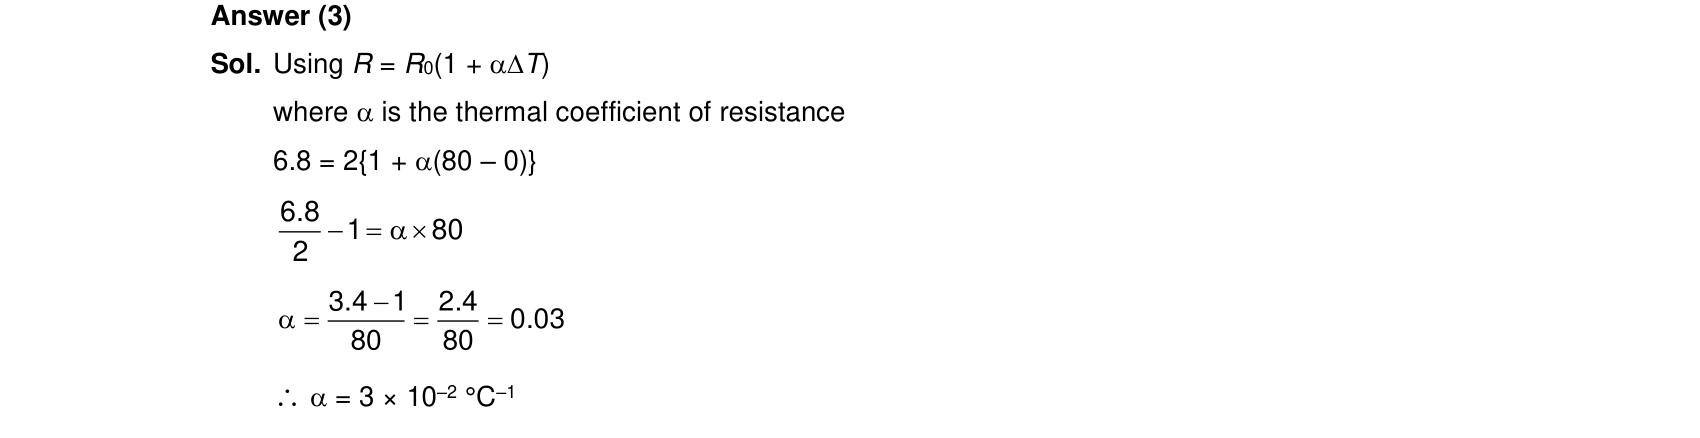 Answer (3)
Sol. Using R = R₀(1 + αΔT)
where α is the thermal coefficient of resistance
6.8 = 2{1 + α(80 – 0)}
6.8/2 – 1 = α × 80
α = (3.4 – 1)/80 = 2.4/80 = 0.03
∴ α = 3 × 10⁻² °C⁻¹